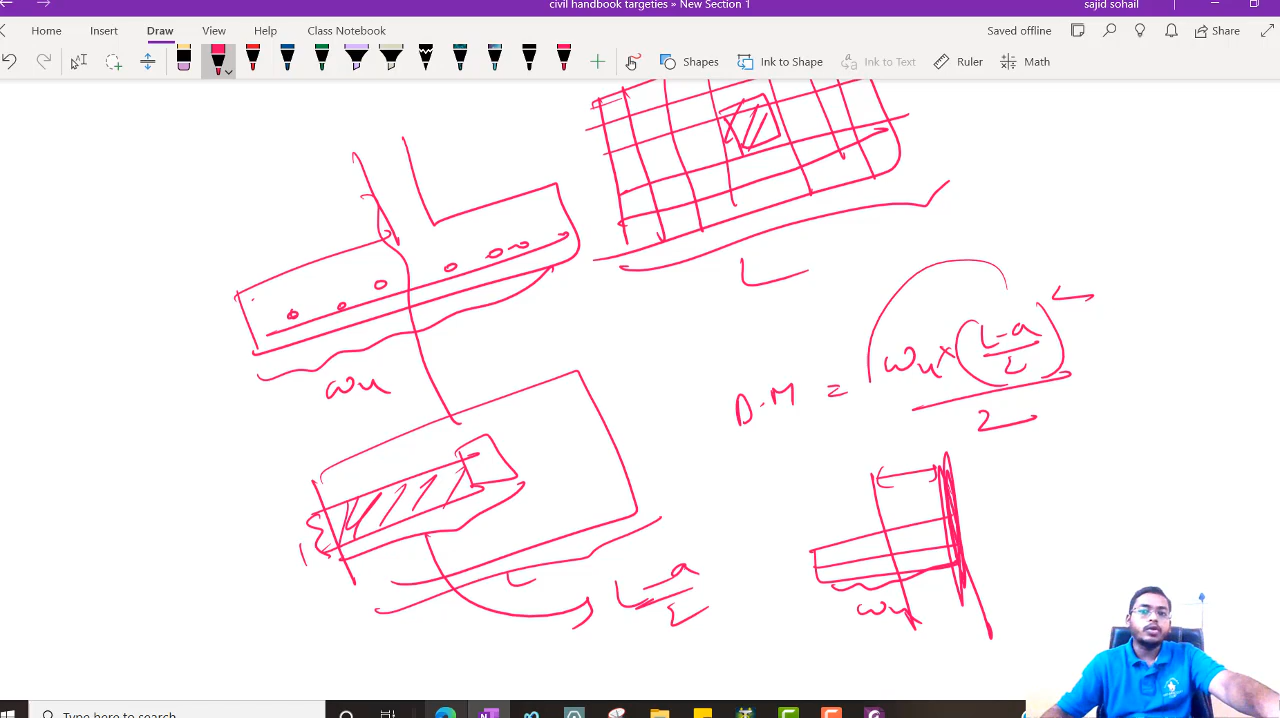 civil handbook targeties » New Section 1
sajid sohail
Home Insert Draw View Help Class Notebook
Saved offline
Share
Shapes
Ink to Shape
Ink to Text
Ruler
Math
L
wu
B.M = wu x (L-a/2)
2
L
L-a/2
1
wu
Type here to search